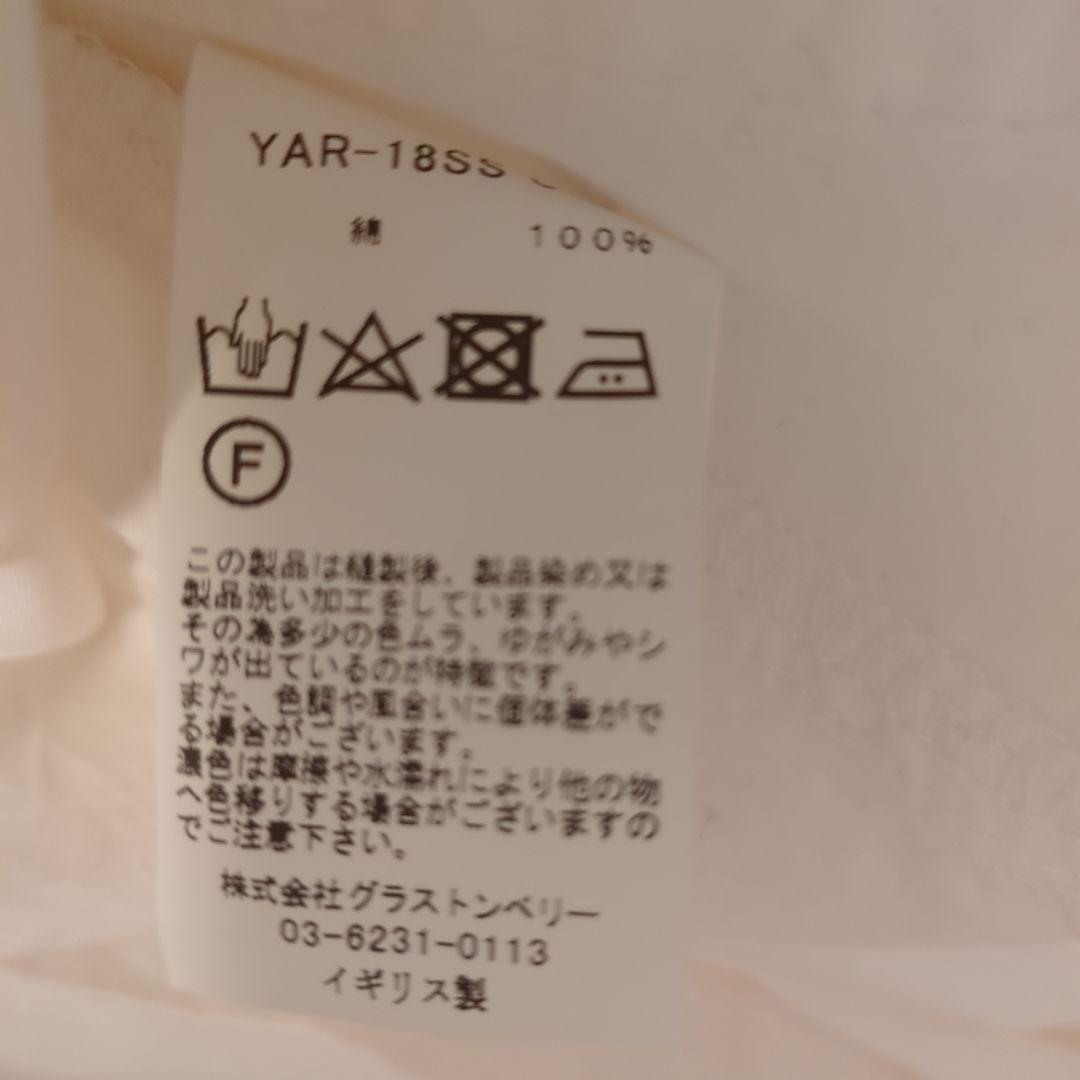 YAR-18SS
綿 100%
F
この製品は縫製後、製品染め又は
製品洗い加工をしています。
その為多少の色ムラ、ゆがみやシ
ワが出ているのが特徴です。
また、色調や風合いに個体差がで
る場合がございます。
濃色は摩擦や水濡れにより他の物
へ色移りする場合がございますの
でご注意下さい。
株式会社グラストンベリー
03-6231-0113
イギリス製